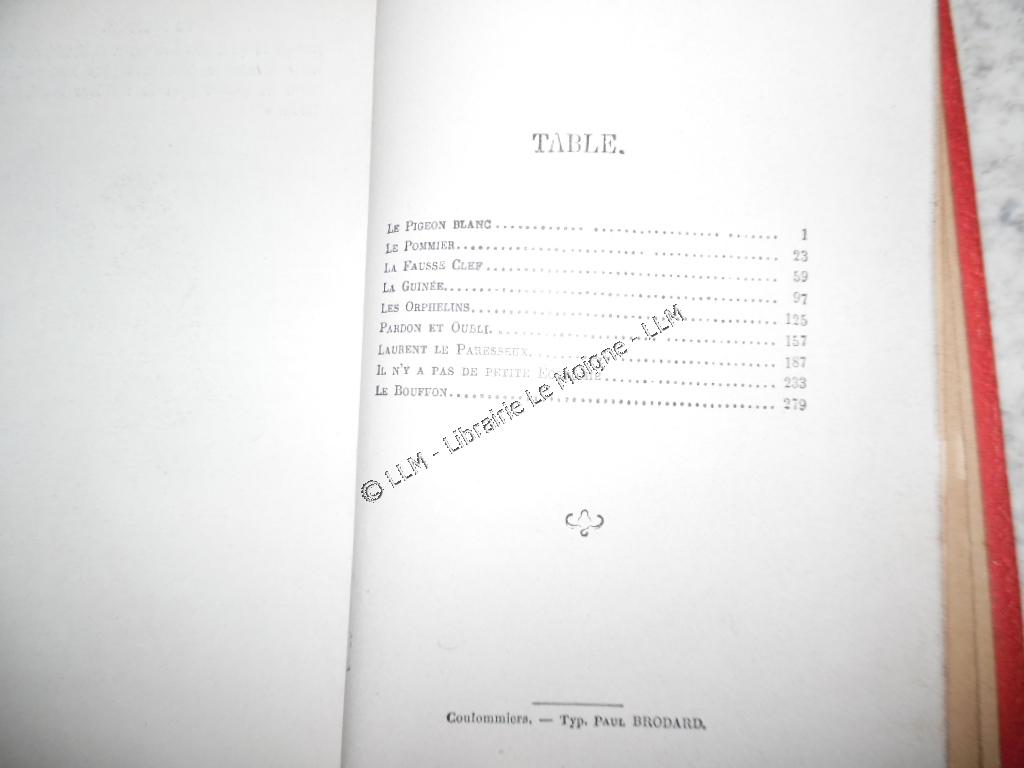 TABLE.
LE PIGEON BLANC 1
LE POMMIER 23
LA FAUSSE CLEF 59
LA GUINÉE 97
LES ORPHELINS 125
PARDON ET OUBLI. 157
LAURENT LE PARESSEUX. 187
IL N'Y A PAS DE PETITE 233
LE BOUFFON 279
© LLM - Librairie Le Moigne - LLM
Coulommiers. — Typ. PAUL BRODARD.